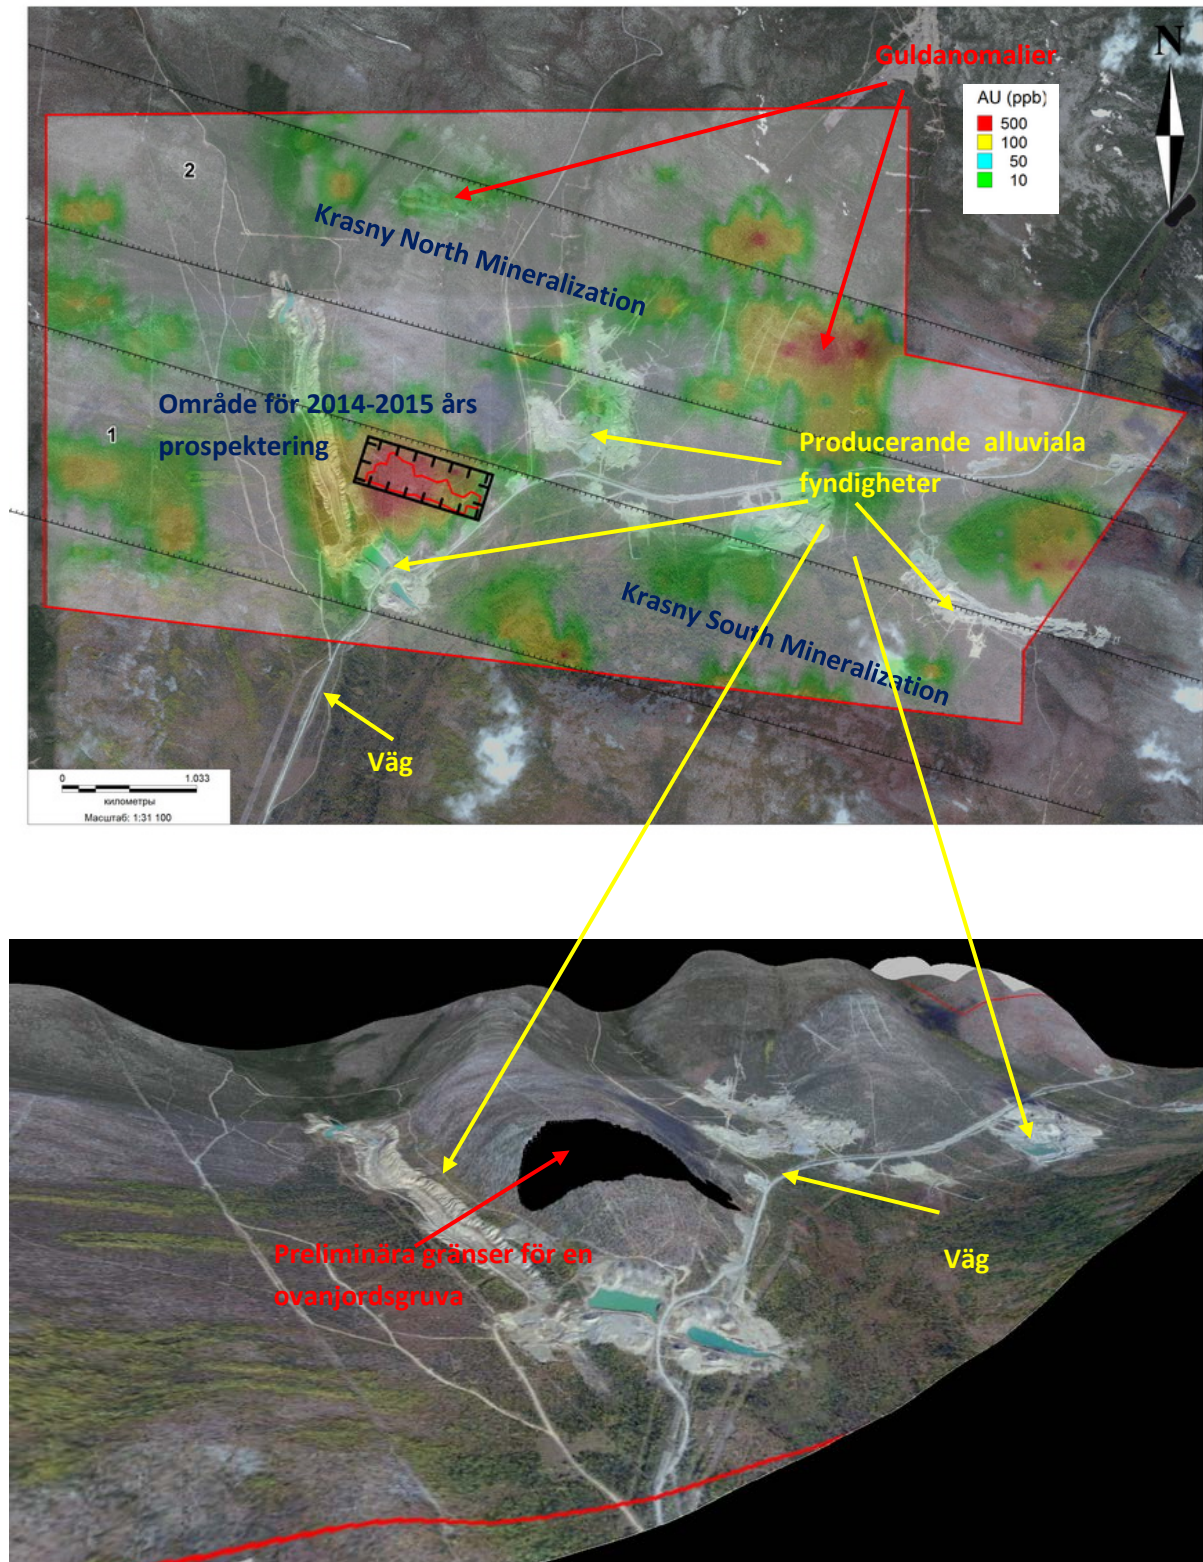 Guldanomalier
N
AU (ppb)
500
100
50
10
2
Krasny North Mineralization
Område för 2014-2015 års
prospektering
1
Producerande alluviala
fyndigheter
Krasny South Mineralization
Väg
0 1.033
километры
Масштаб: 1:31 100
Väg
Preliminära gränser för en
ovanjordsgruva